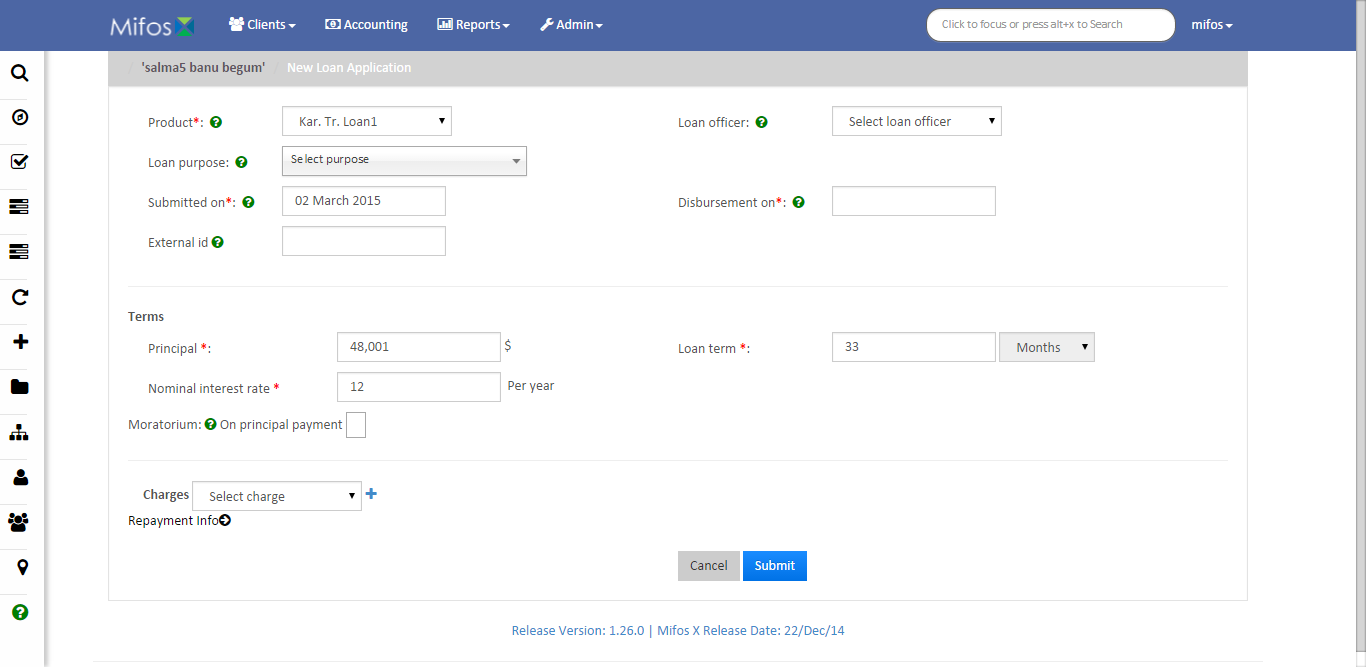 Mifos Clients Accounting Reports Admin Click to focus or press alt+x to Search mifos
/ 'salma5 banu begum' / New Loan Application
Product*: Kar. Tr. Loan1 Loan officer: Select loan officer
Loan purpose: Select purpose
Submitted on*: 02 March 2015 Disbursement on*:
External id
Terms
Principal *: 48,001 $ Loan term *: 33 Months
Nominal interest rate * 12 Per year
Moratorium: On principal payment
Charges Select charge
Repayment Info
Cancel Submit
Release Version: 1.26.0 | Mifos X Release Date: 22/Dec/14